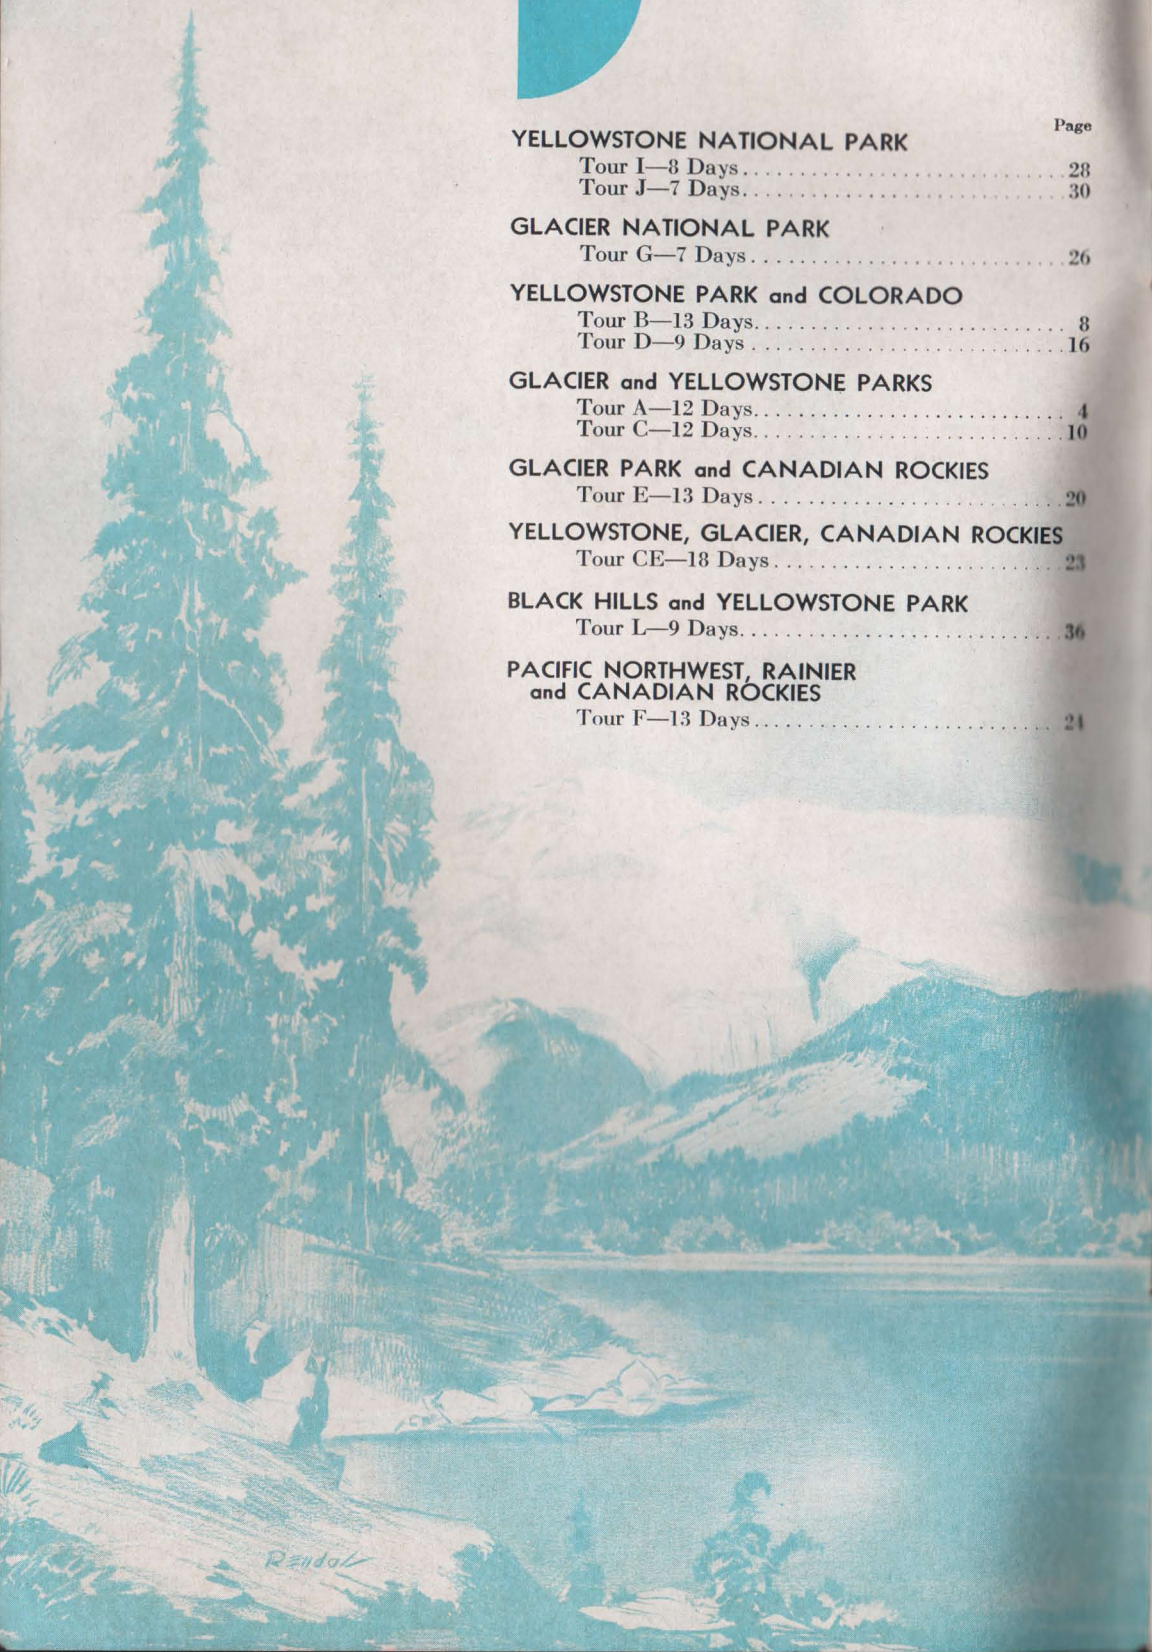 Page
YELLOWSTONE NATIONAL PARK
Tour I—8 Days 28
Tour J—7 Days 30
GLACIER NATIONAL PARK
Tour G—7 Days 26
YELLOWSTONE PARK and COLORADO
Tour B—13 Days 8
Tour D—9 Days 16
GLACIER and YELLOWSTONE PARKS
Tour A—12 Days 4
Tour C—12 Days 10
GLACIER PARK and CANADIAN ROCKIES
Tour E—13 Days 20
YELLOWSTONE, GLACIER, CANADIAN ROCKIES
Tour CE—18 Days 23
BLACK HILLS and YELLOWSTONE PARK
Tour L—9 Days 36
PACIFIC NORTHWEST, RAINIER
and CANADIAN ROCKIES
Tour F—13 Days